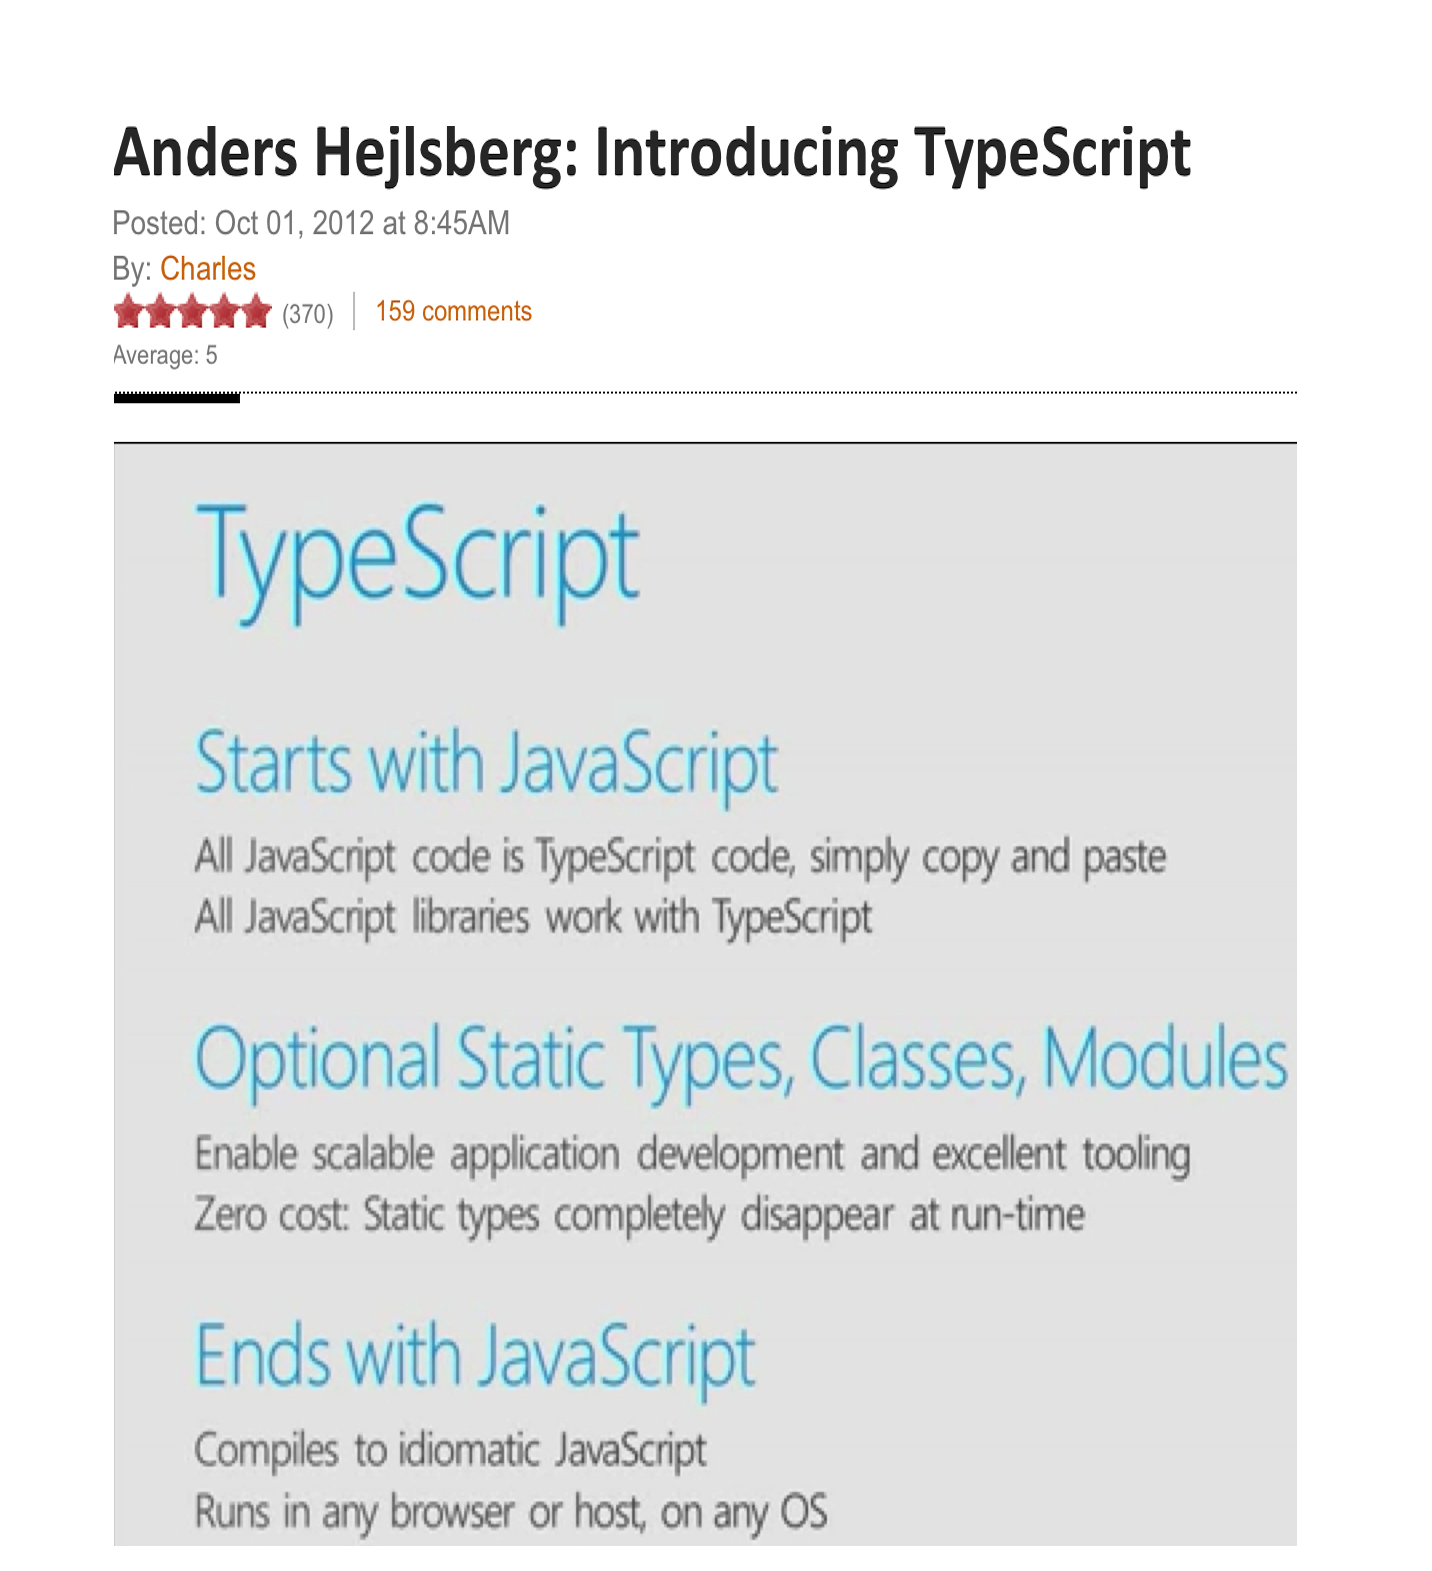 Anders Hejlsberg: Introducing TypeScript
Posted: Oct 01, 2012 at 8:45AM
By: Charles
(370) 159 comments
Average: 5
TypeScript
Starts with JavaScript
All JavaScript code is TypeScript code, simply copy and paste
All JavaScript libraries work with TypeScript
Optional Static Types, Classes, Modules
Enable scalable application development and excellent tooling
Zero cost: Static types completely disappear at run-time
Ends with JavaScript
Compiles to idiomatic JavaScript
Runs in any browser or host, on any OS